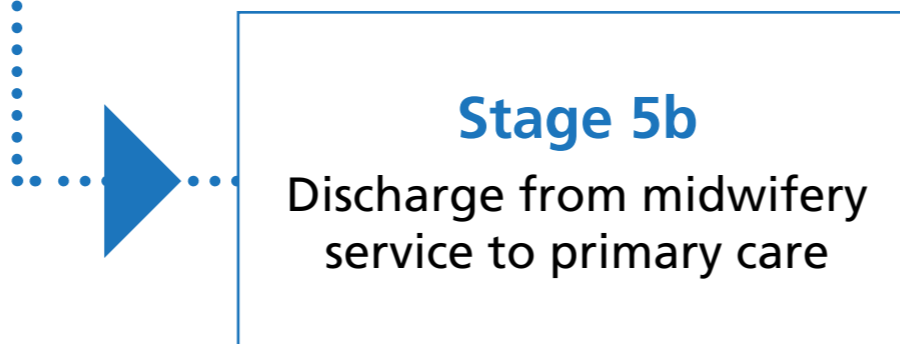 Stage 5b
Discharge from midwifery
service to primary care